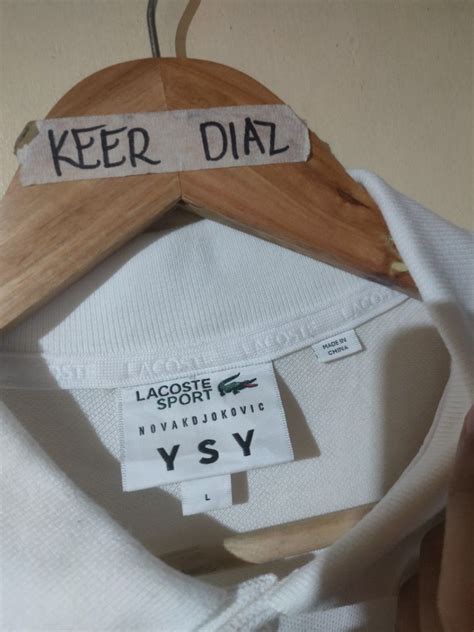 KEER DIAZ
LACOSTE
LACOSTE
MADE IN
CHINA
LACOSTE
SPORT
NOVAKDJOKOVIC
YSY
L